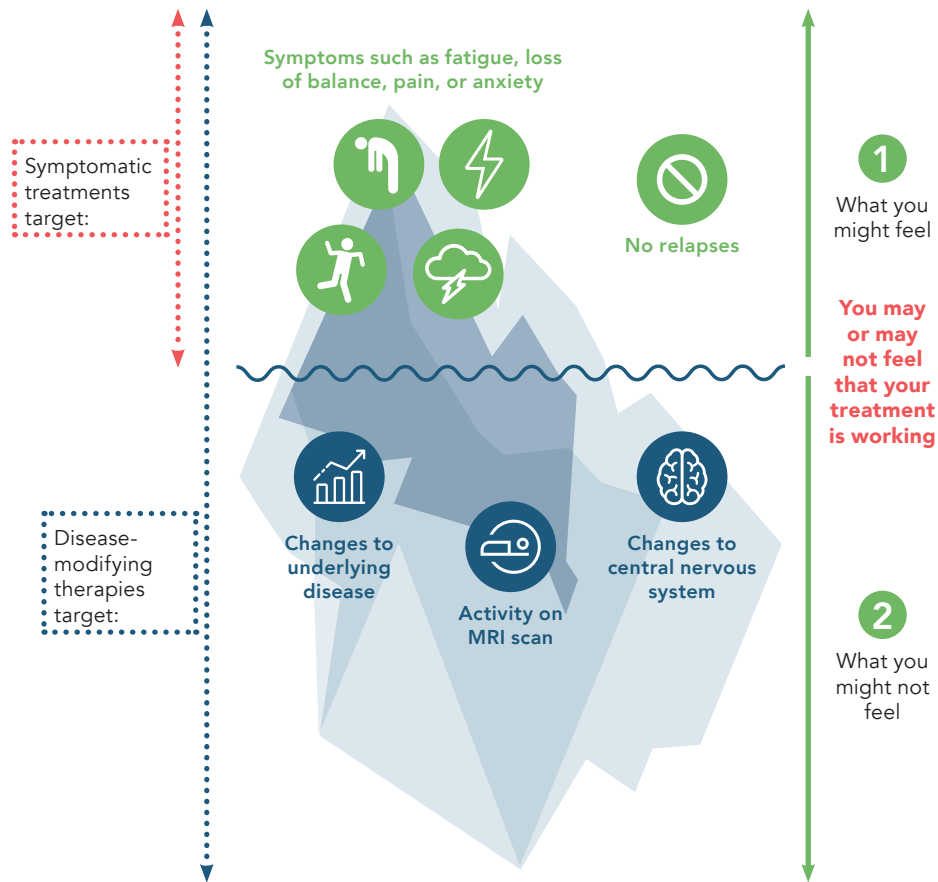 Symptoms such as fatigue, loss
of balance, pain, or anxiety
Symptomatic
treatments
target:
No relapses
1
What you
might feel
You may
or may
not feel
that your
treatment
is working
Disease-
modifying
therapies
target:
Changes to
underlying
disease
Activity on
MRI scan
Changes to
central nervous
system
2
What you
might not
feel